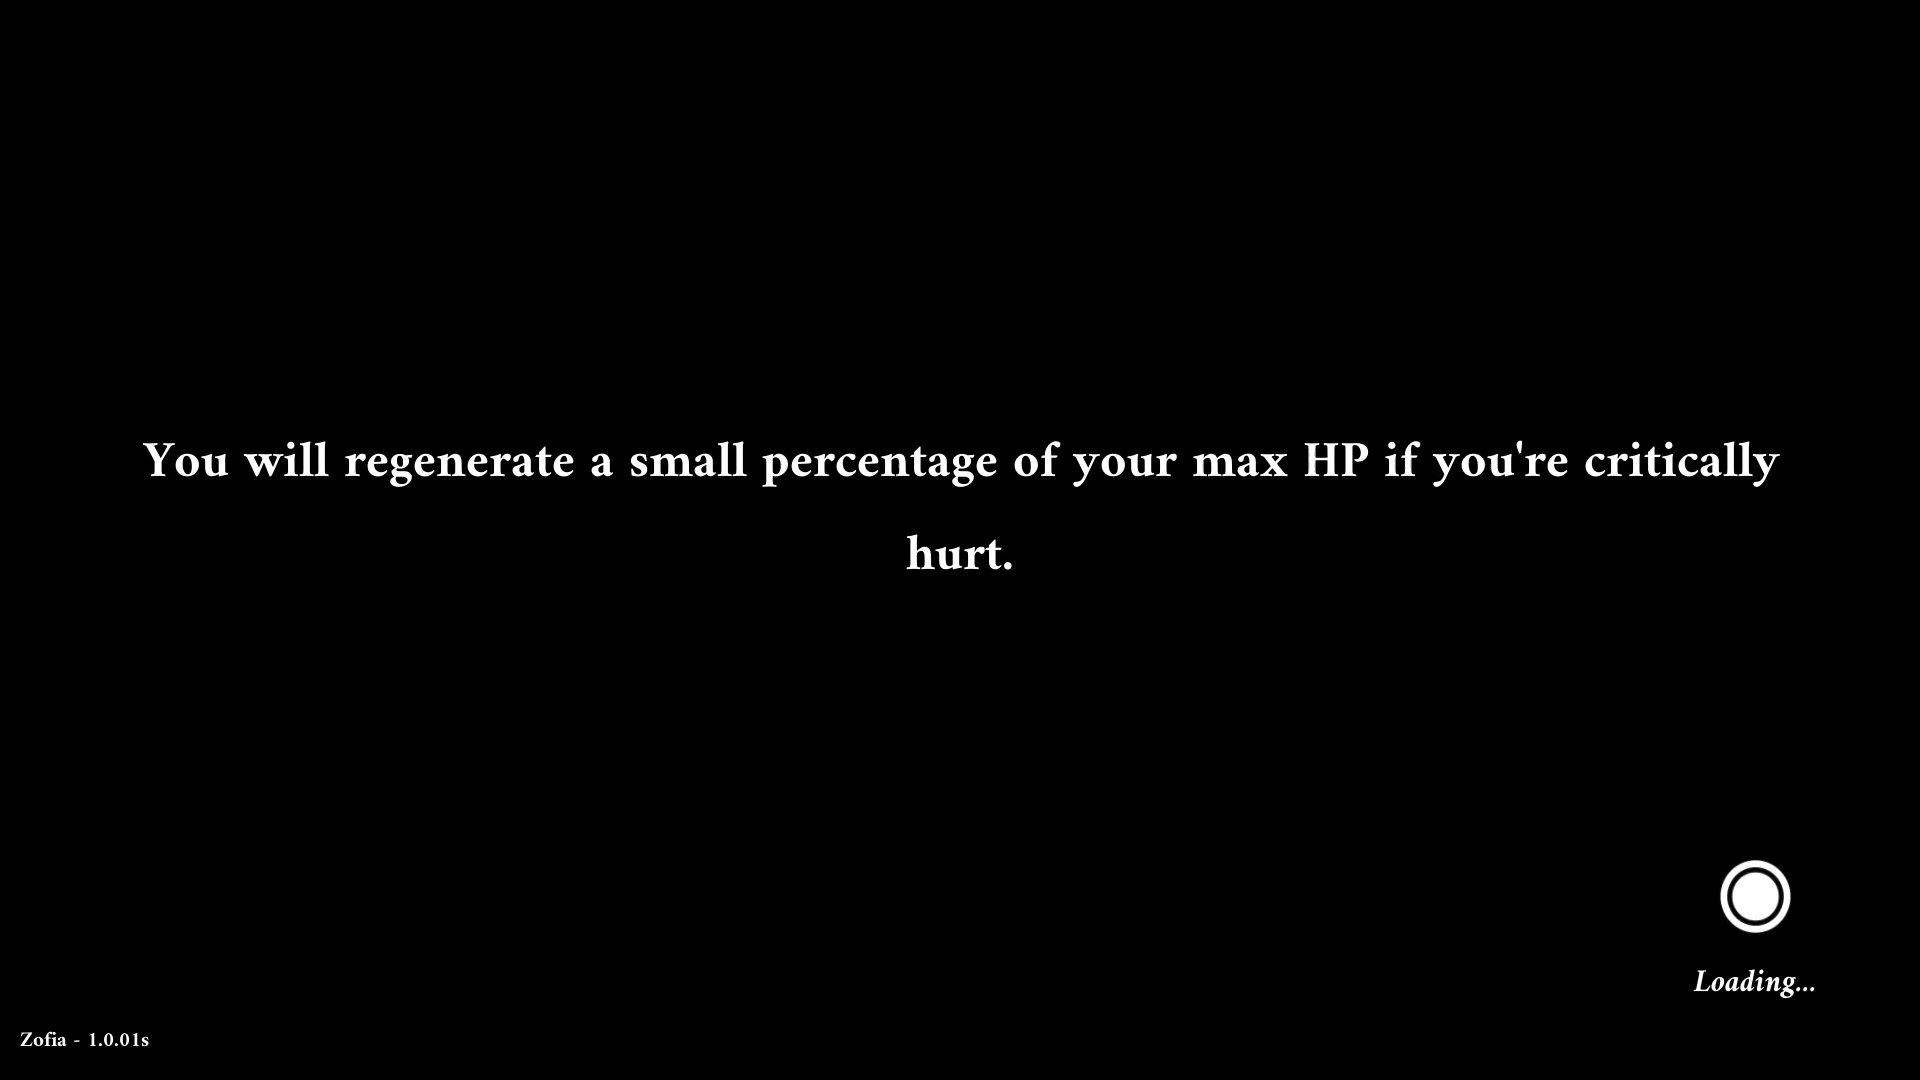 You will regenerate a small percentage of your max HP if you're critically
hurt.
Loading...
Zofia - 1.0.01s